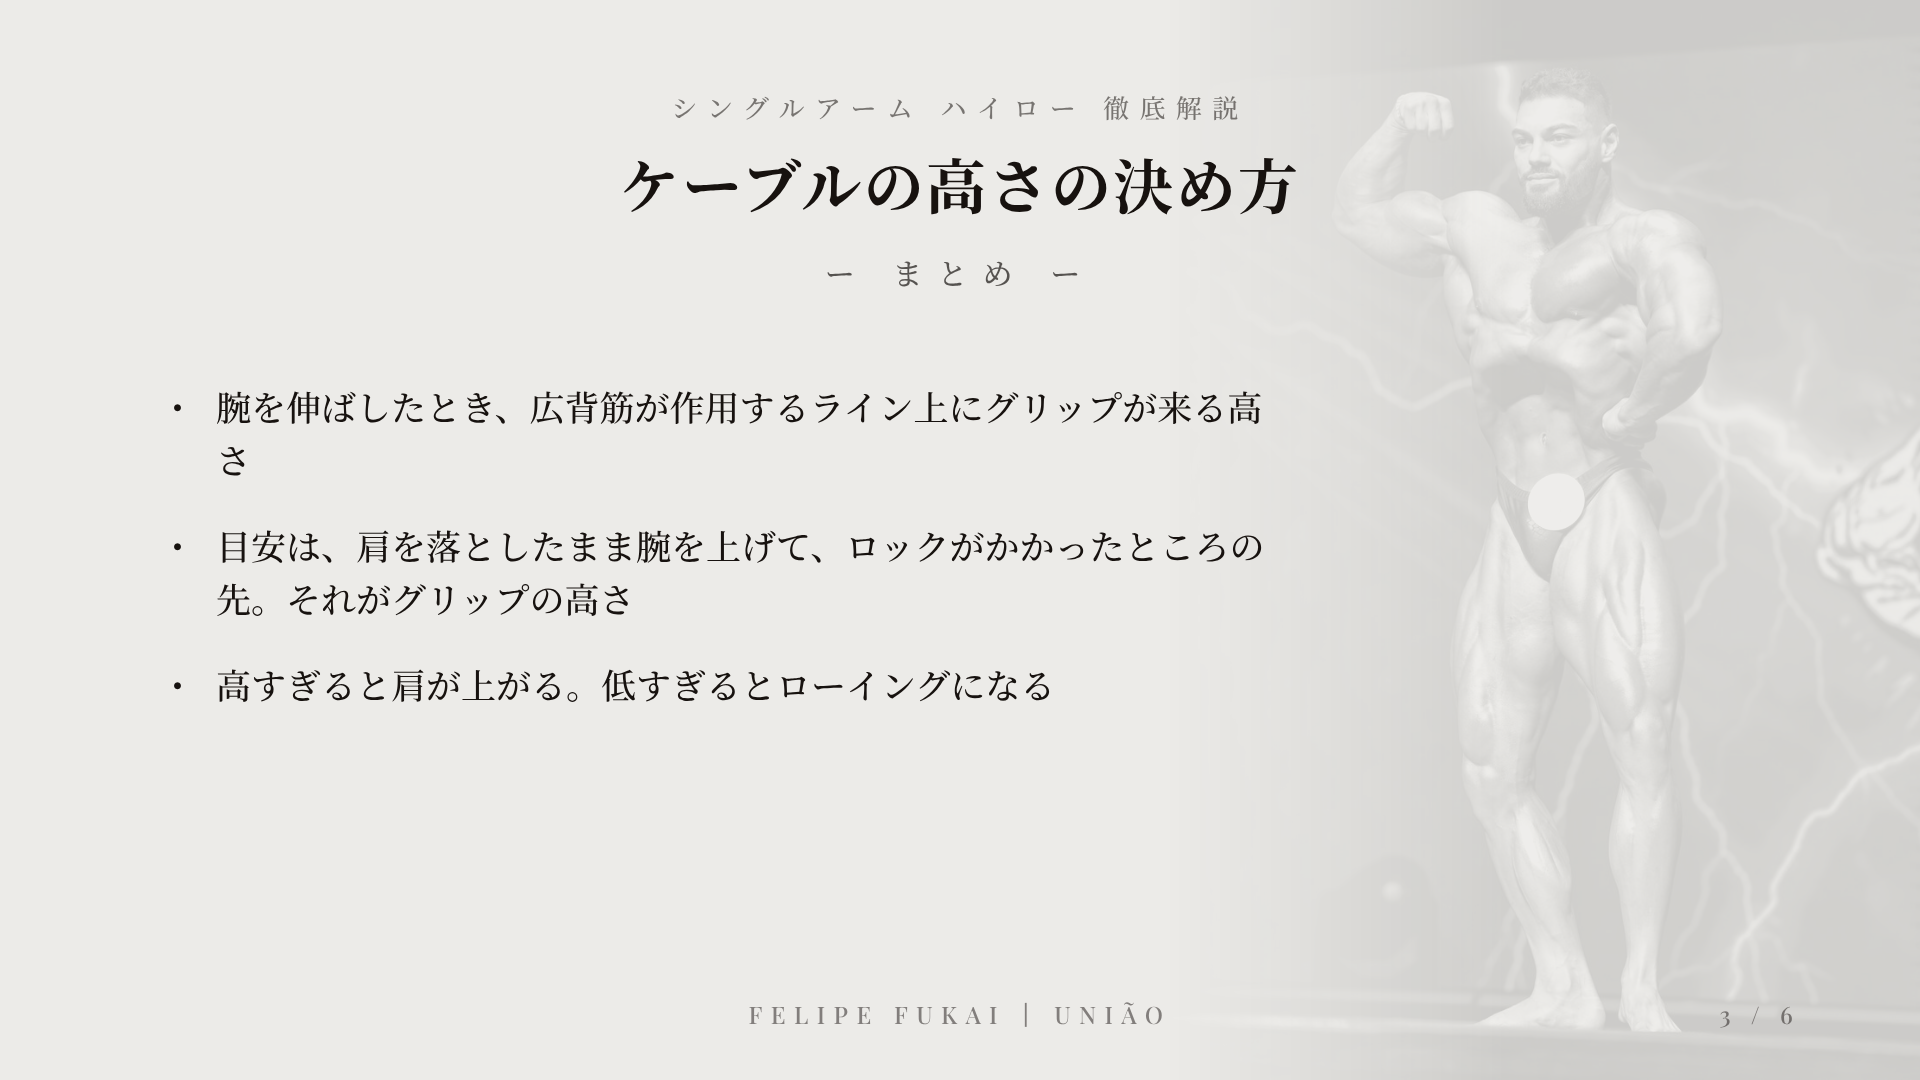 シングルアーム ハイロー 徹底解説
ケーブルの高さの決め方
ー まとめ ー
・ 腕を伸ばしたとき、広背筋が作用するライン上にグリップが来る高
さ
・ 目安は、肩を落としたまま腕を上げて、ロックがかかったところの
先。それがグリップの高さ
・ 高すぎると肩が上がる。低すぎるとローイングになる
FELIPE FUKAI | UNIÃO
3 / 6